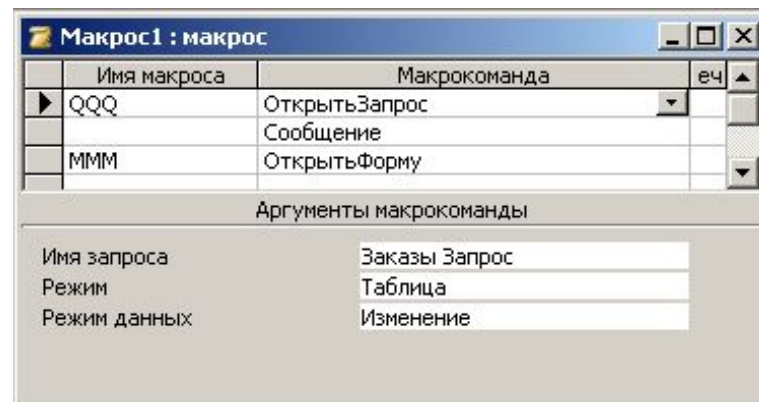 Макрос1 : макрос
Имя макроса Макрокоманда еч
QQQ ОткрытьЗапрос
Сообщение
МММ ОткрытьФорму
Аргументы макрокоманды
Имя запроса Заказы Запрос
Режим Таблица
Режим данных Изменение